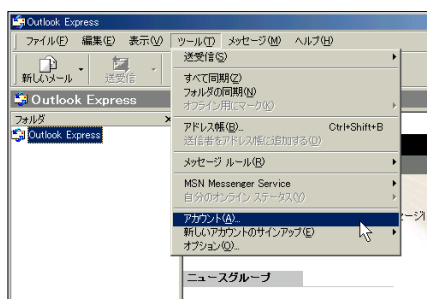 Outlook Express
ファイル(F) 編集(E) 表示(V) ツール(T) メッセージ(M) ヘルプ(H)
新しいメール 送受信
送受信(S)
すべて同期(Z)
フォルダの同期(N)
オフライン用にマーク(K)
アドレス帳(B)... Ctrl+Shift+B
送信者をアドレス帳に追加する(D)
メッセージ ルール(R)
MSN Messenger Service
自分のオンライン ステータス(Y)
アカウント(A)...
新しいアカウントのサインアップ(E)
オプション(O)...
Outlook Express
フォルダ ×
Outlook Express
ニュースグループ